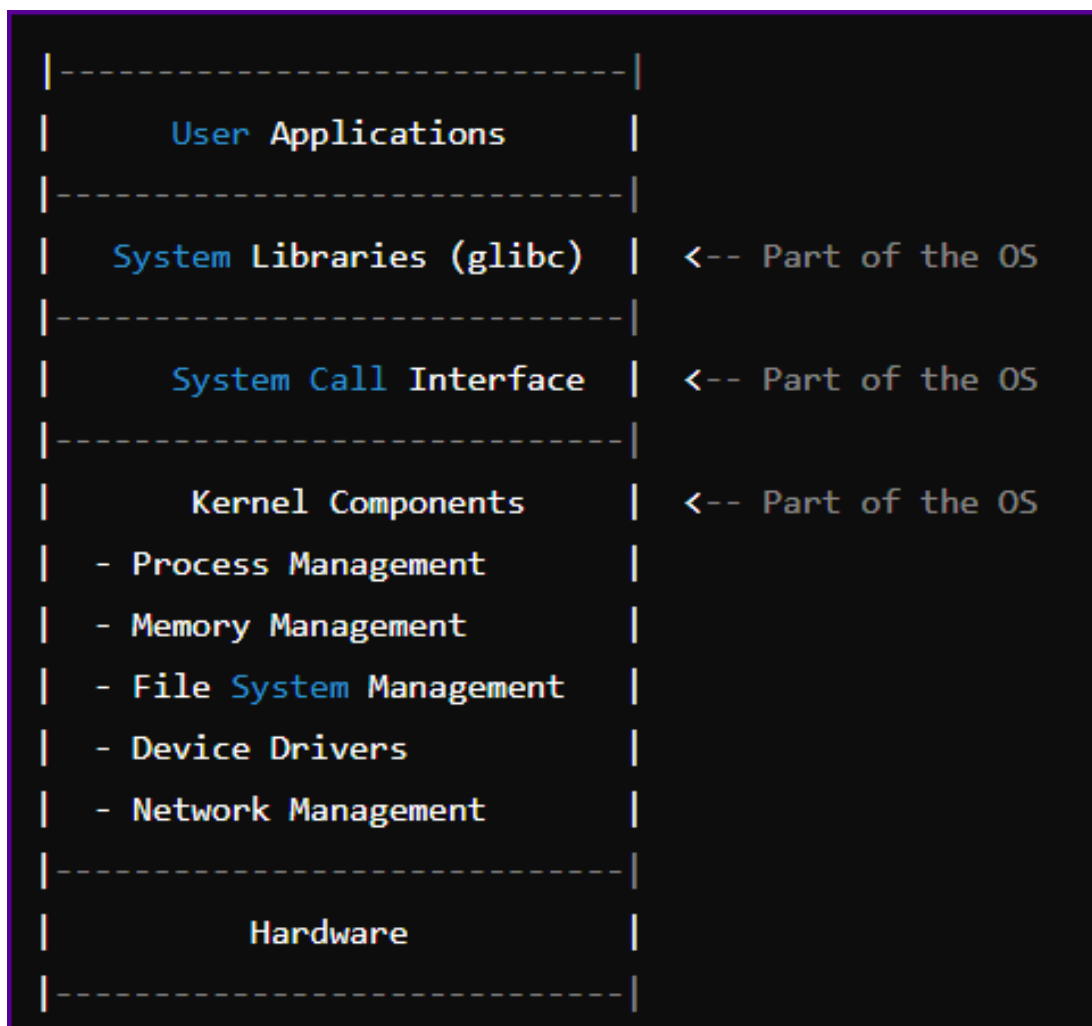 |-----------------------------|
|      User Applications      |
|-----------------------------|
|   System Libraries (glibc)  |  <-- Part of the OS
|-----------------------------|
|      System Call Interface  |  <-- Part of the OS
|-----------------------------|
|       Kernel Components     |  <-- Part of the OS
|  - Process Management       |
|  - Memory Management        |
|  - File System Management   |
|  - Device Drivers           |
|  - Network Management       |
|-----------------------------|
|          Hardware           |
|-----------------------------|